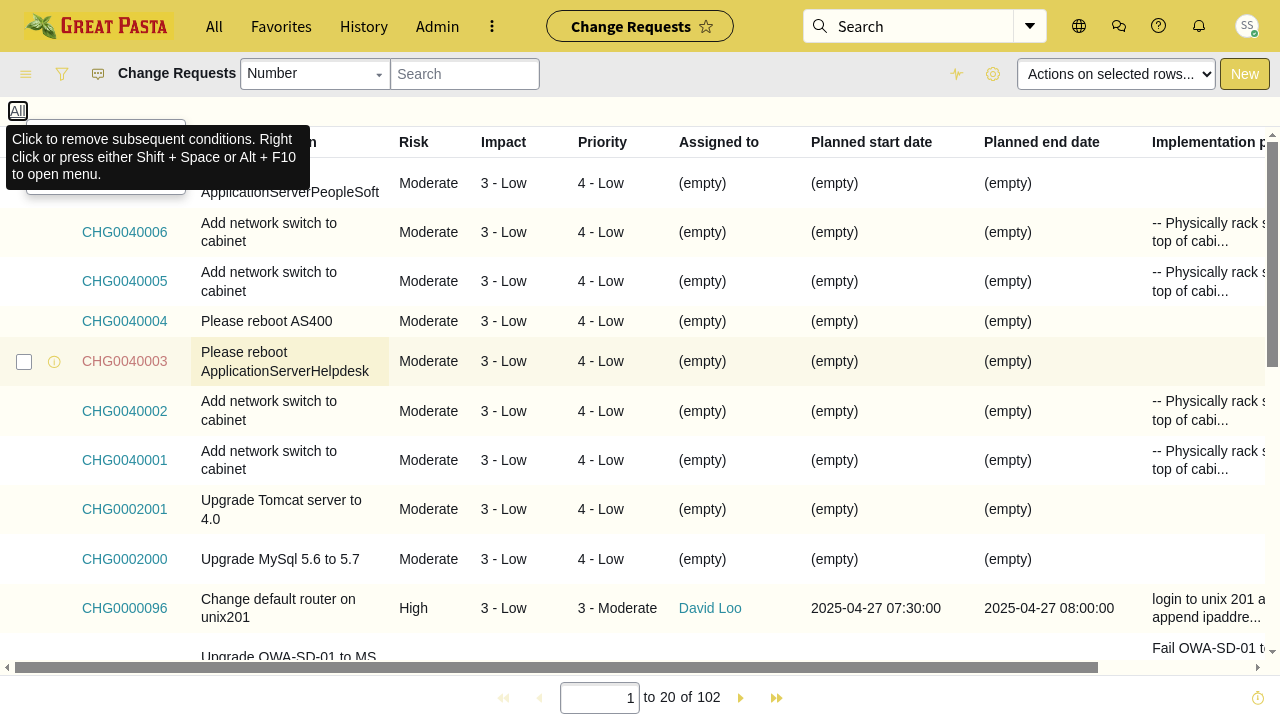 GREAT PASTA
All
Favorites
History
Admin
Change Requests
Search
SS
Change Requests
Number
Search
Actions on selected rows...
New
All
Click to remove subsequent conditions. Right click or press either Shift + Space or Alt + F10 to open menu.
Risk
Impact
Priority
Assigned to
Planned start date
Planned end date
Implementation p
ApplicationServerPeopleSoft
Moderate
3 - Low
4 - Low
(empty)
(empty)
(empty)
CHG0040006
Add network switch to cabinet
Moderate
3 - Low
4 - Low
(empty)
(empty)
(empty)
-- Physically rack s
top of cabi...
CHG0040005
Add network switch to cabinet
Moderate
3 - Low
4 - Low
(empty)
(empty)
(empty)
-- Physically rack s
top of cabi...
CHG0040004
Please reboot AS400
Moderate
3 - Low
4 - Low
(empty)
(empty)
(empty)
CHG0040003
Please reboot ApplicationServerHelpdesk
Moderate
3 - Low
4 - Low
(empty)
(empty)
(empty)
CHG0040002
Add network switch to cabinet
Moderate
3 - Low
4 - Low
(empty)
(empty)
(empty)
-- Physically rack s
top of cabi...
CHG0040001
Add network switch to cabinet
Moderate
3 - Low
4 - Low
(empty)
(empty)
(empty)
-- Physically rack s
top of cabi...
CHG0002001
Upgrade Tomcat server to 4.0
Moderate
3 - Low
4 - Low
(empty)
(empty)
(empty)
CHG0002000
Upgrade MySql 5.6 to 5.7
Moderate
3 - Low
4 - Low
(empty)
(empty)
(empty)
CHG0000096
Change default router on unix201
High
3 - Low
3 - Moderate
David Loo
2025-04-27 07:30:00
2025-04-27 08:00:00
login to unix 201 a
append ipaddre...
Upgrade OWA-SD-01 to MS
Fail OWA-SD-01 to
1 to 20 of 102